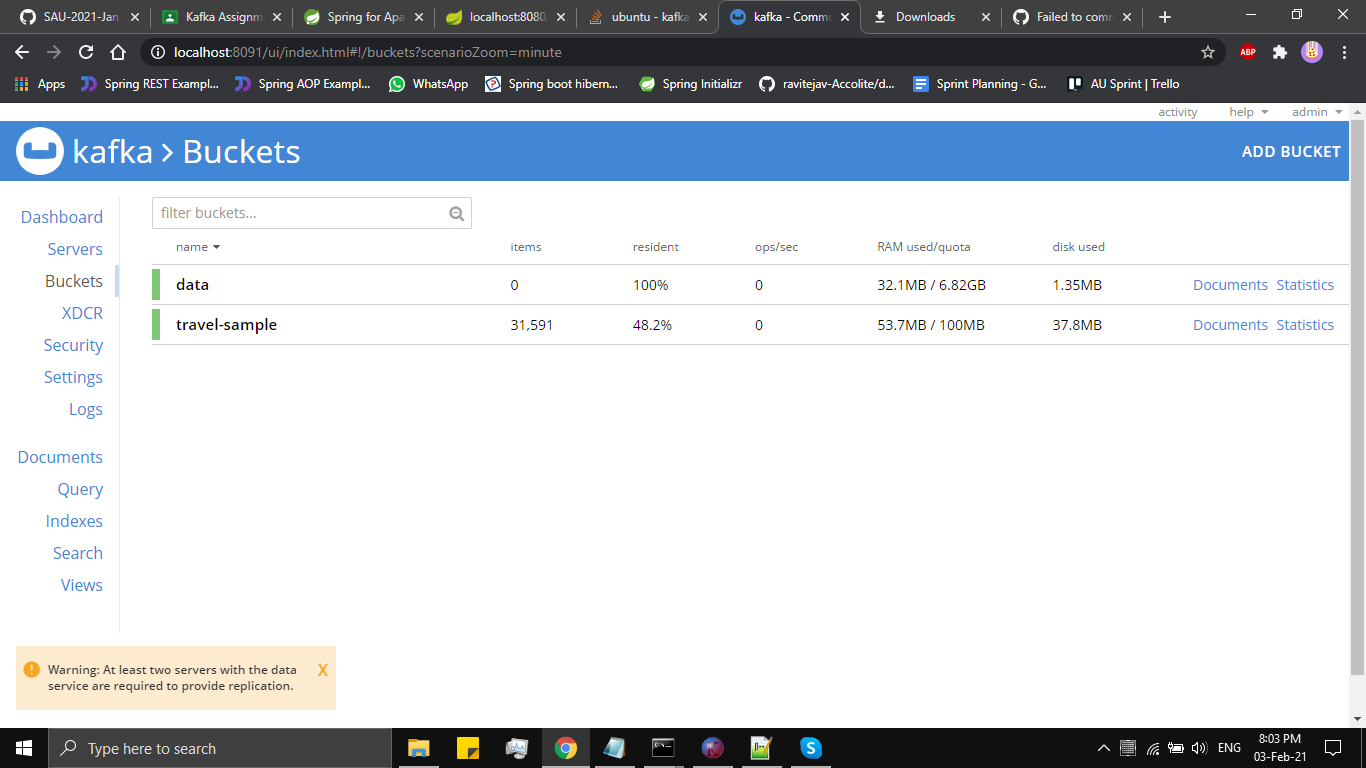 SAU-2021-Jan-
Kafka Assignm
Spring for Apa
localhost:8080
ubuntu - kafka
kafka - Commu
Downloads
Failed to comm
localhost:8091/ui/index.html#!/buckets?scenarioZoom=minute
ABP
Apps
Spring REST Exampl...
Spring AOP Exampl...
WhatsApp
Spring boot hibern...
Spring Initializr
ravitejav-Accolite/d...
Sprint Planning - G...
AU Sprint | Trello
activity
help
admin
kafka > Buckets
ADD BUCKET
Dashboard
Servers
Buckets
XDCR
Security
Settings
Logs
Documents
Query
Indexes
Search
Views
filter buckets...
name items resident ops/sec RAM used/quota disk used
data 0 100% 0 32.1MB / 6.82GB 1.35MB Documents Statistics
travel-sample 31,591 48.2% 0 53.7MB / 100MB 37.8MB Documents Statistics
Warning: At least two servers with the data
service are required to provide replication.
X
Type here to search
ENG
8:03 PM
03-Feb-21